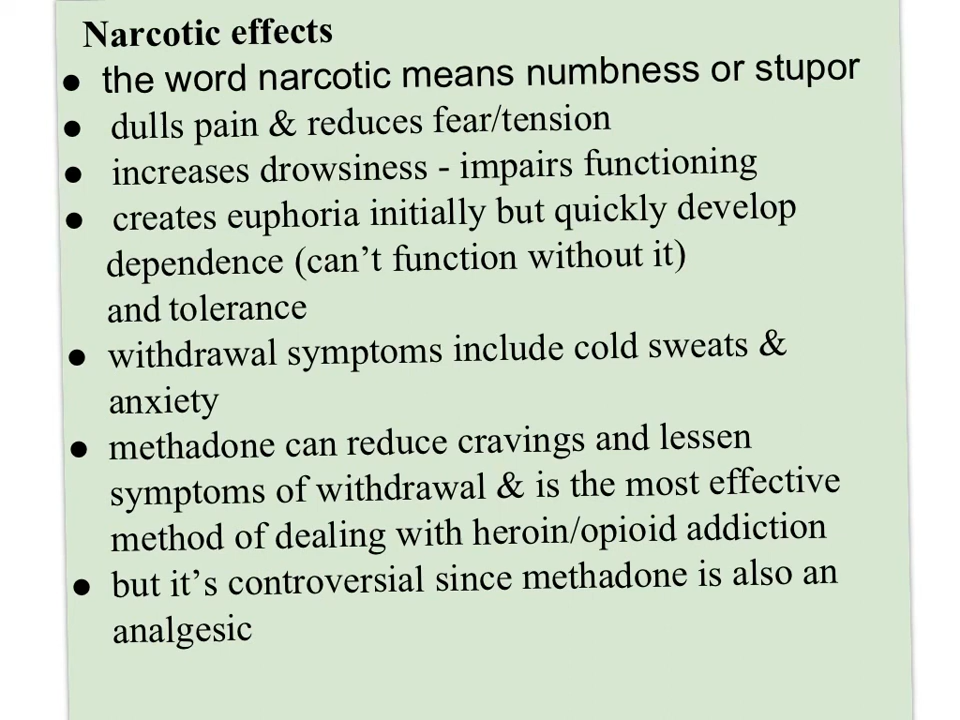 Narcotic effects
● the word narcotic means numbness or stupor
● dulls pain & reduces fear/tension
● increases drowsiness - impairs functioning
● creates euphoria initially but quickly develop
dependence (can’t function without it)
and tolerance
● withdrawal symptoms include cold sweats &
anxiety
● methadone can reduce cravings and lessen
symptoms of withdrawal & is the most effective
method of dealing with heroin/opioid addiction
● but it’s controversial since methadone is also an
analgesic